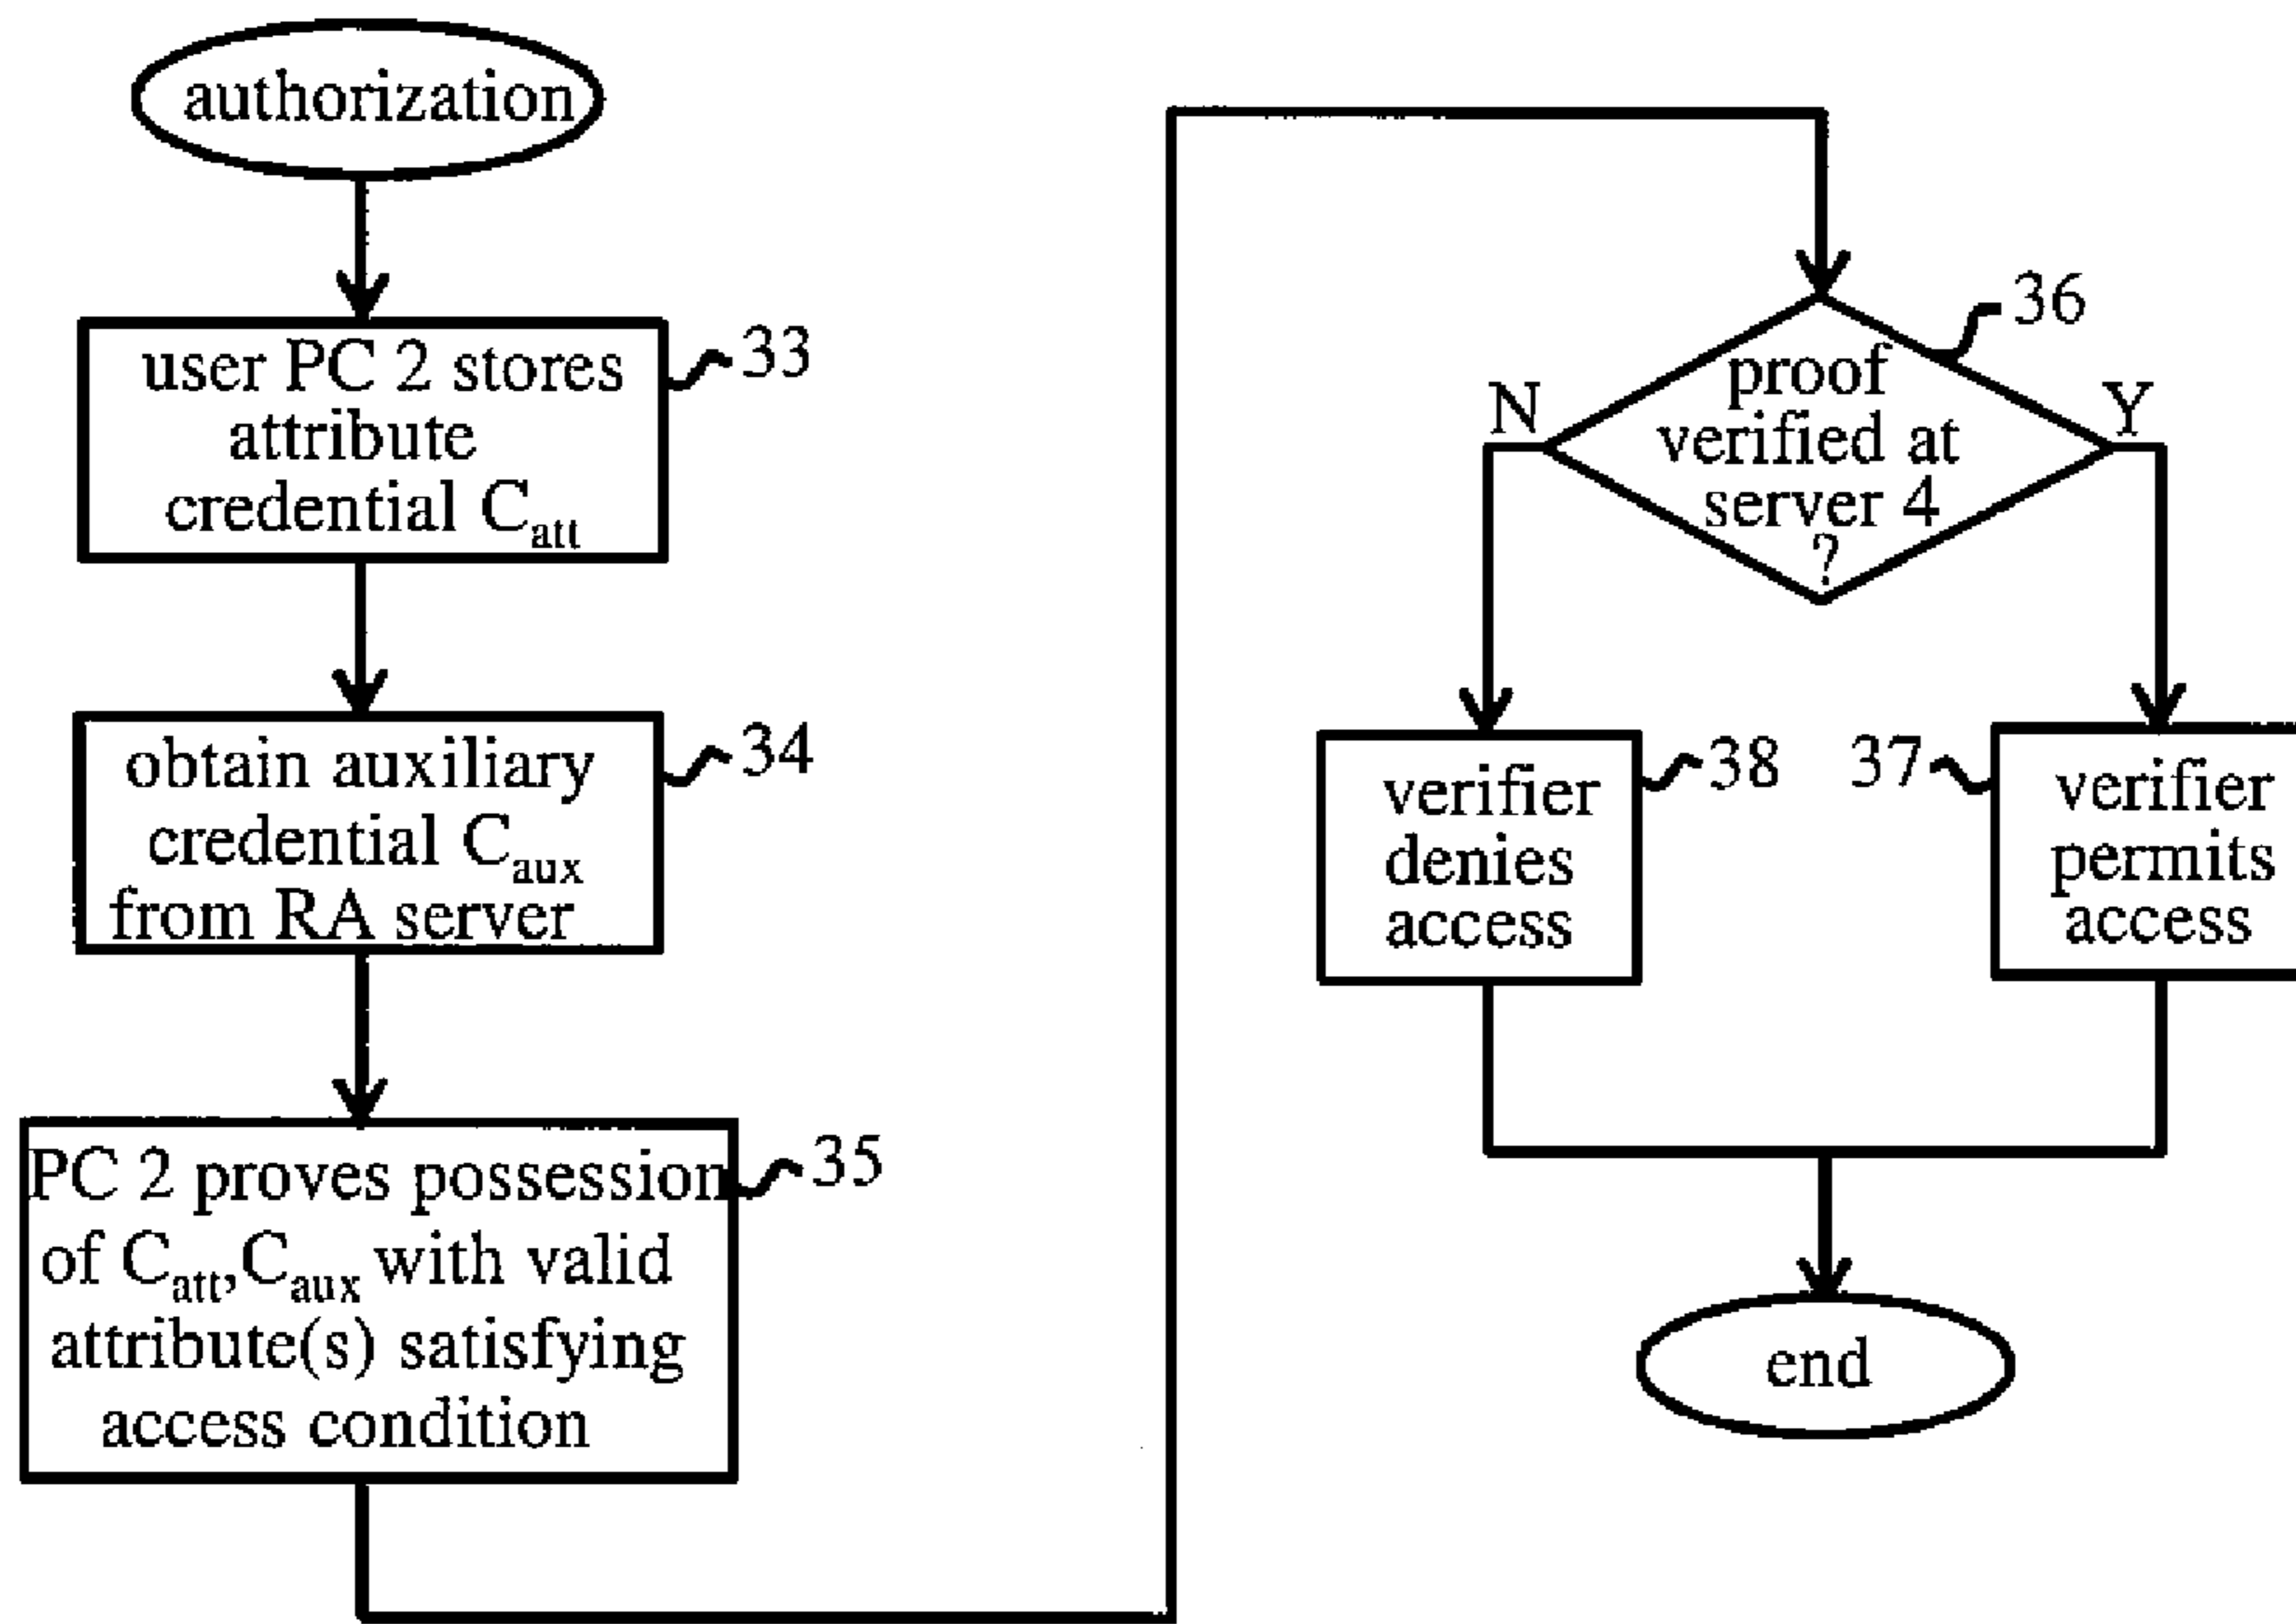 authorization
user PC 2 stores
attribute
credential C_att
33
obtain auxiliary
credential C_aux
from RA server
34
PC 2 proves possession
of C_att,C_aux with valid
attribute(s) satisfying
access condition
35
36
proof
verified at
server 4
?
N
Y
verifier
denies
access
38
37
verifier
permits
access
end